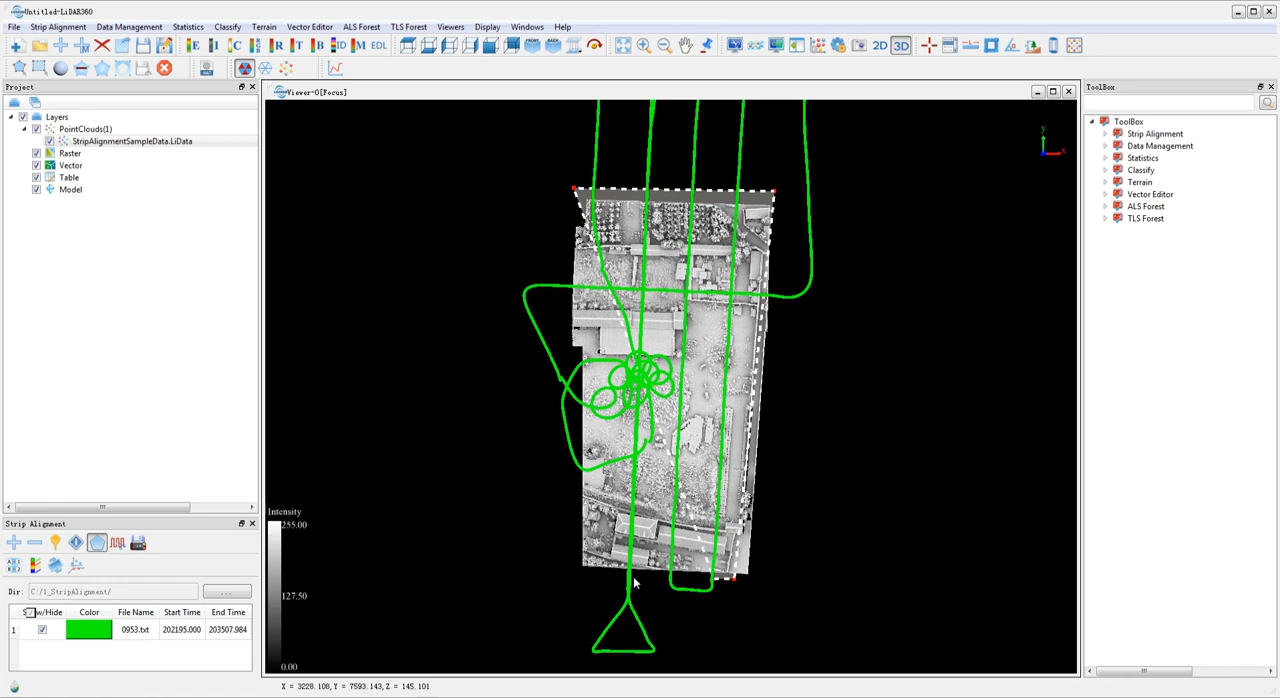 Untitled-LiDAR360
File Strip Alignment Data Management Statistics Classify Terrain Vector Editor ALS Forest TLS Forest Viewers Display Windows Help
E I C R T B ID M EDL 2D 3D
Project
Layers
PointClouds(1)
StripAlignmentSampleData.LiData
Raster
Vector
Table
Model
Viewer-0[Focus]
y
x
Intensity
255.00
127.50
0.00
ToolBox
ToolBox
Strip Alignment
Data Management
Statistics
Classify
Terrain
Vector Editor
ALS Forest
TLS Forest
Strip Alignment
Dir: C:/1_StripAlignment/ ...
Color File Name Start Time End Time
1 0953.txt 202195.000 203507.984
X = 3228.108, Y = 7593.143, Z = 145.101